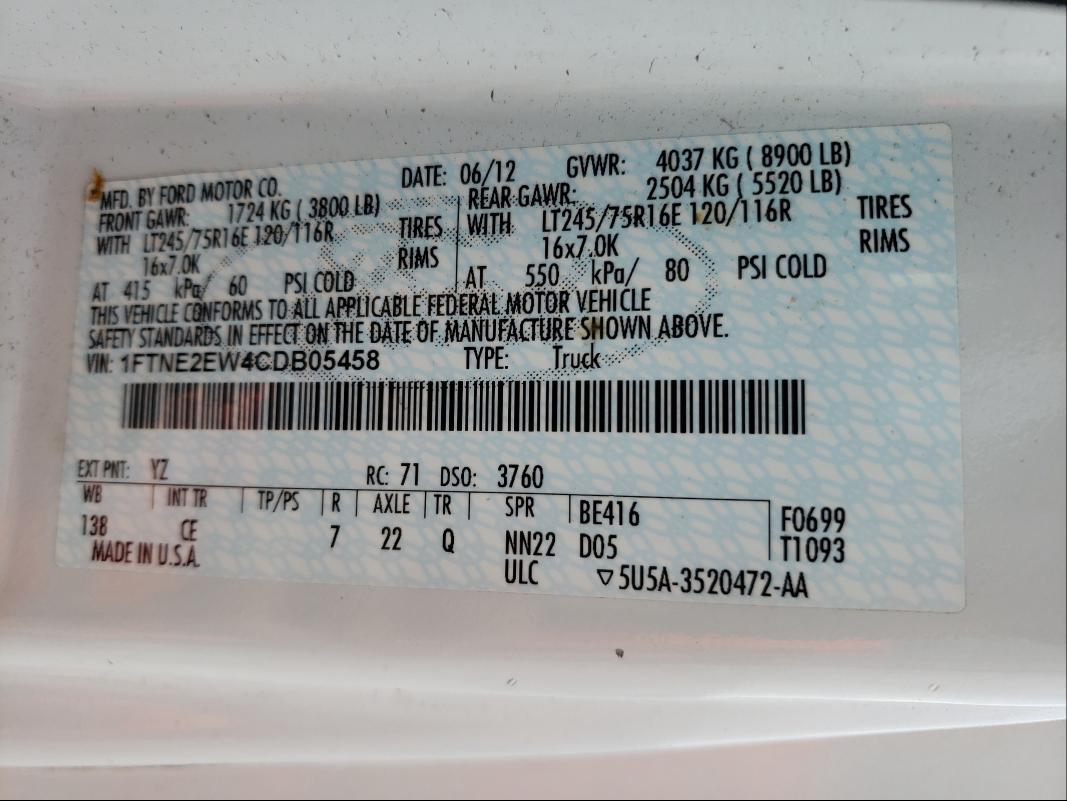 MFD. BY FORD MOTOR CO. DATE: 06/12 GVWR: 4037 KG ( 8900 LB)
FRONT GAWR: 1724 KG ( 3800 LB) REAR GAWR: 2504 KG ( 5520 LB)
WITH LT245/75R16E 120/116R TIRES WITH LT245/75R16E 120/116R TIRES
16x7.0K RIMS 16x7.0K RIMS
AT 415 kPa/ 60 PSI COLD AT 550 kPa/ 80 PSI COLD
THIS VEHICLE CONFORMS TO ALL APPLICABLE FEDERAL MOTOR VEHICLE
SAFETY STANDARDS IN EFFECT ON THE DATE OF MANUFACTURE SHOWN ABOVE.
VIN: 1FTNE2EW4CDB05458 TYPE: Truck
EXT PNT: YZ RC: 71 DSO: 3760
WB INT TR TP/PS R AXLE TR SPR BE416 F0699
138 CE 7 22 Q NN22 D05 T1093
MADE IN U.S.A. ULC ▽5U5A-3520472-AA